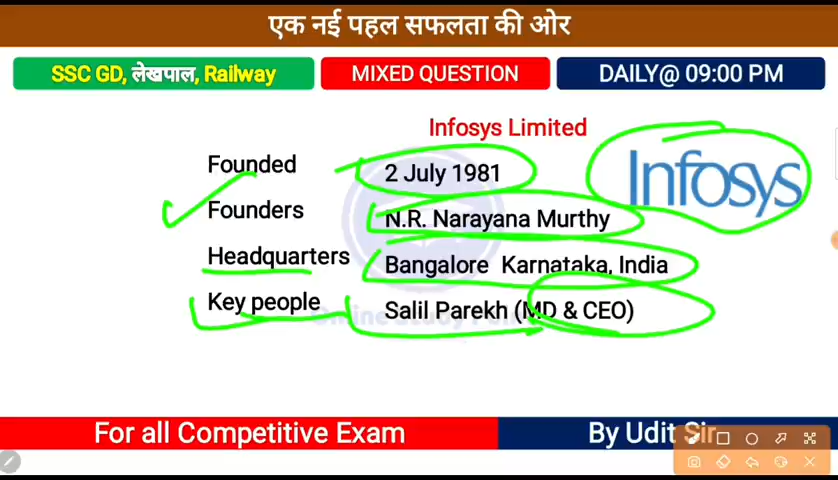 एक नई पहल सफलता की ओर
SSC GD, लेखपाल, Railway
MIXED QUESTION
DAILY@ 09:00 PM
Infosys Limited
Infosys
Founded 2 July 1981
Founders N.R. Narayana Murthy
Headquarters Bangalore Karnataka, India
Key people Salil Parekh (MD & CEO)
Online Study
For all Competitive Exam
By Udit Sir